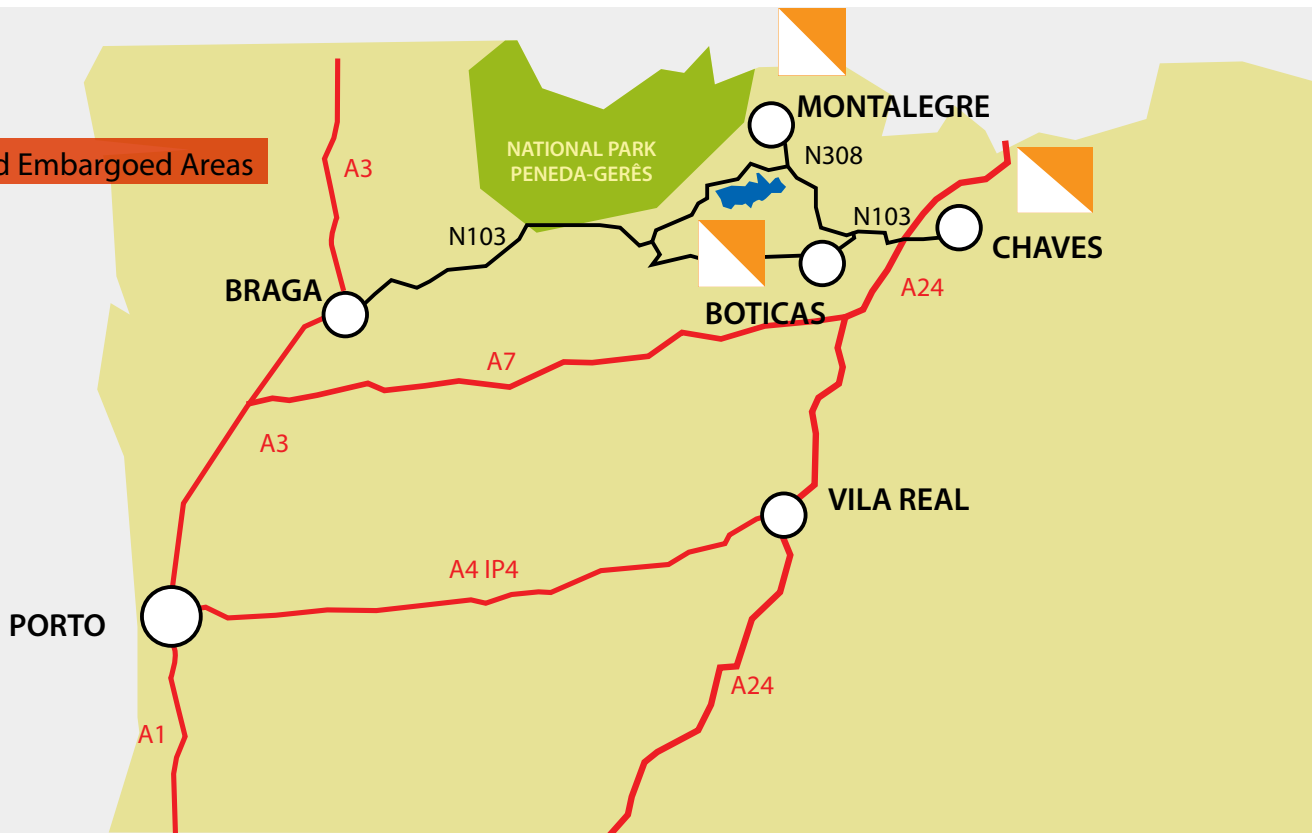 MONTALEGRE
NATIONAL PARK
PENEDA-GERÊS
N308
Embargoed Areas
A3
N103
N103
CHAVES
BRAGA
A24
BOTICAS
A7
A3
VILA REAL
A4 IP4
PORTO
A24
A1